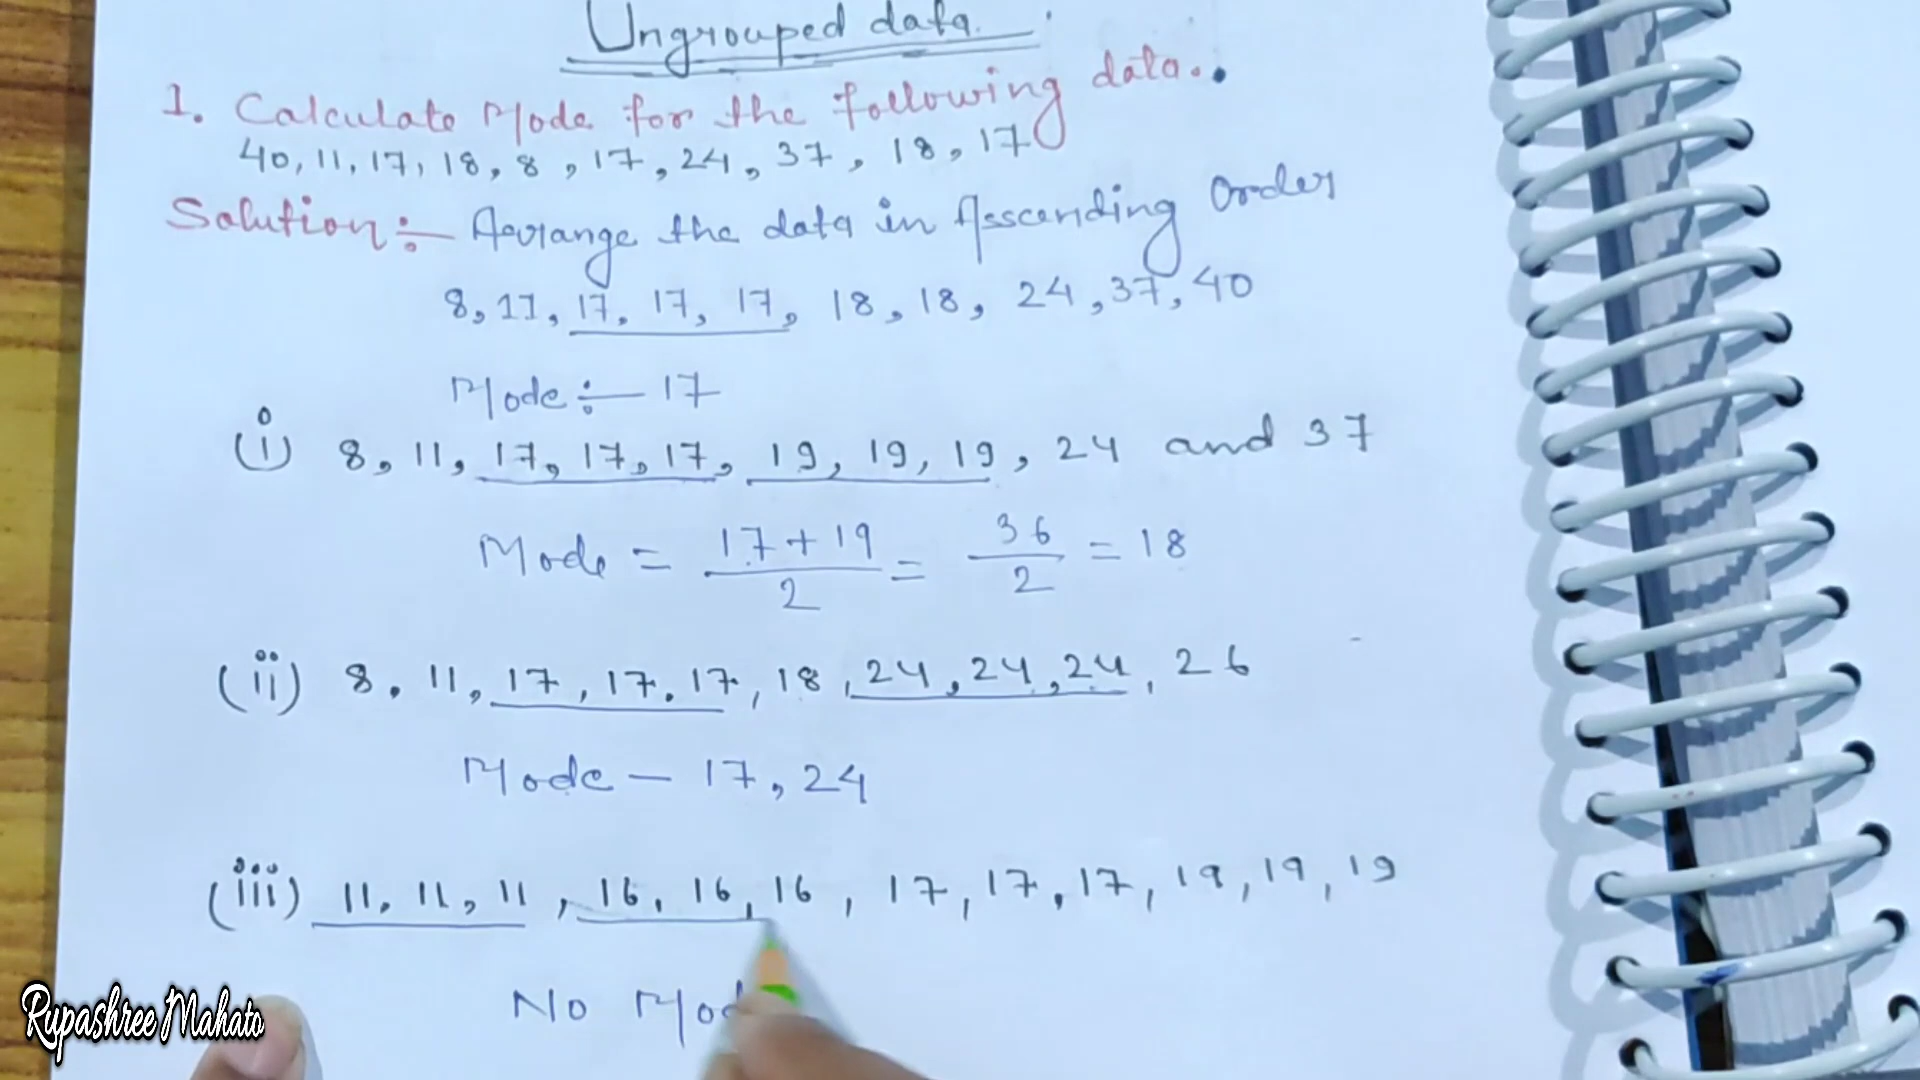 Ungrouped data.
1. Calculate Mode for the following data.
40, 11, 17, 18, 8, 17, 24, 37, 18, 17
Solution:- Arrange the data in Asscending Order
8, 11, 17, 17, 17, 18, 18, 24, 37, 40
Mode:- 17
(i) 8, 11, 17, 17, 17, 19, 19, 19, 24 and 37
Mode = 17+19/2 = 36/2 = 18
(ii) 8, 11, 17, 17, 17, 18, 24, 24, 24, 26
Mode - 17, 24
(iii) 11, 11, 11, 16, 16, 16, 17, 17, 17, 19, 19, 19
No Mod
Rupashree Mahato